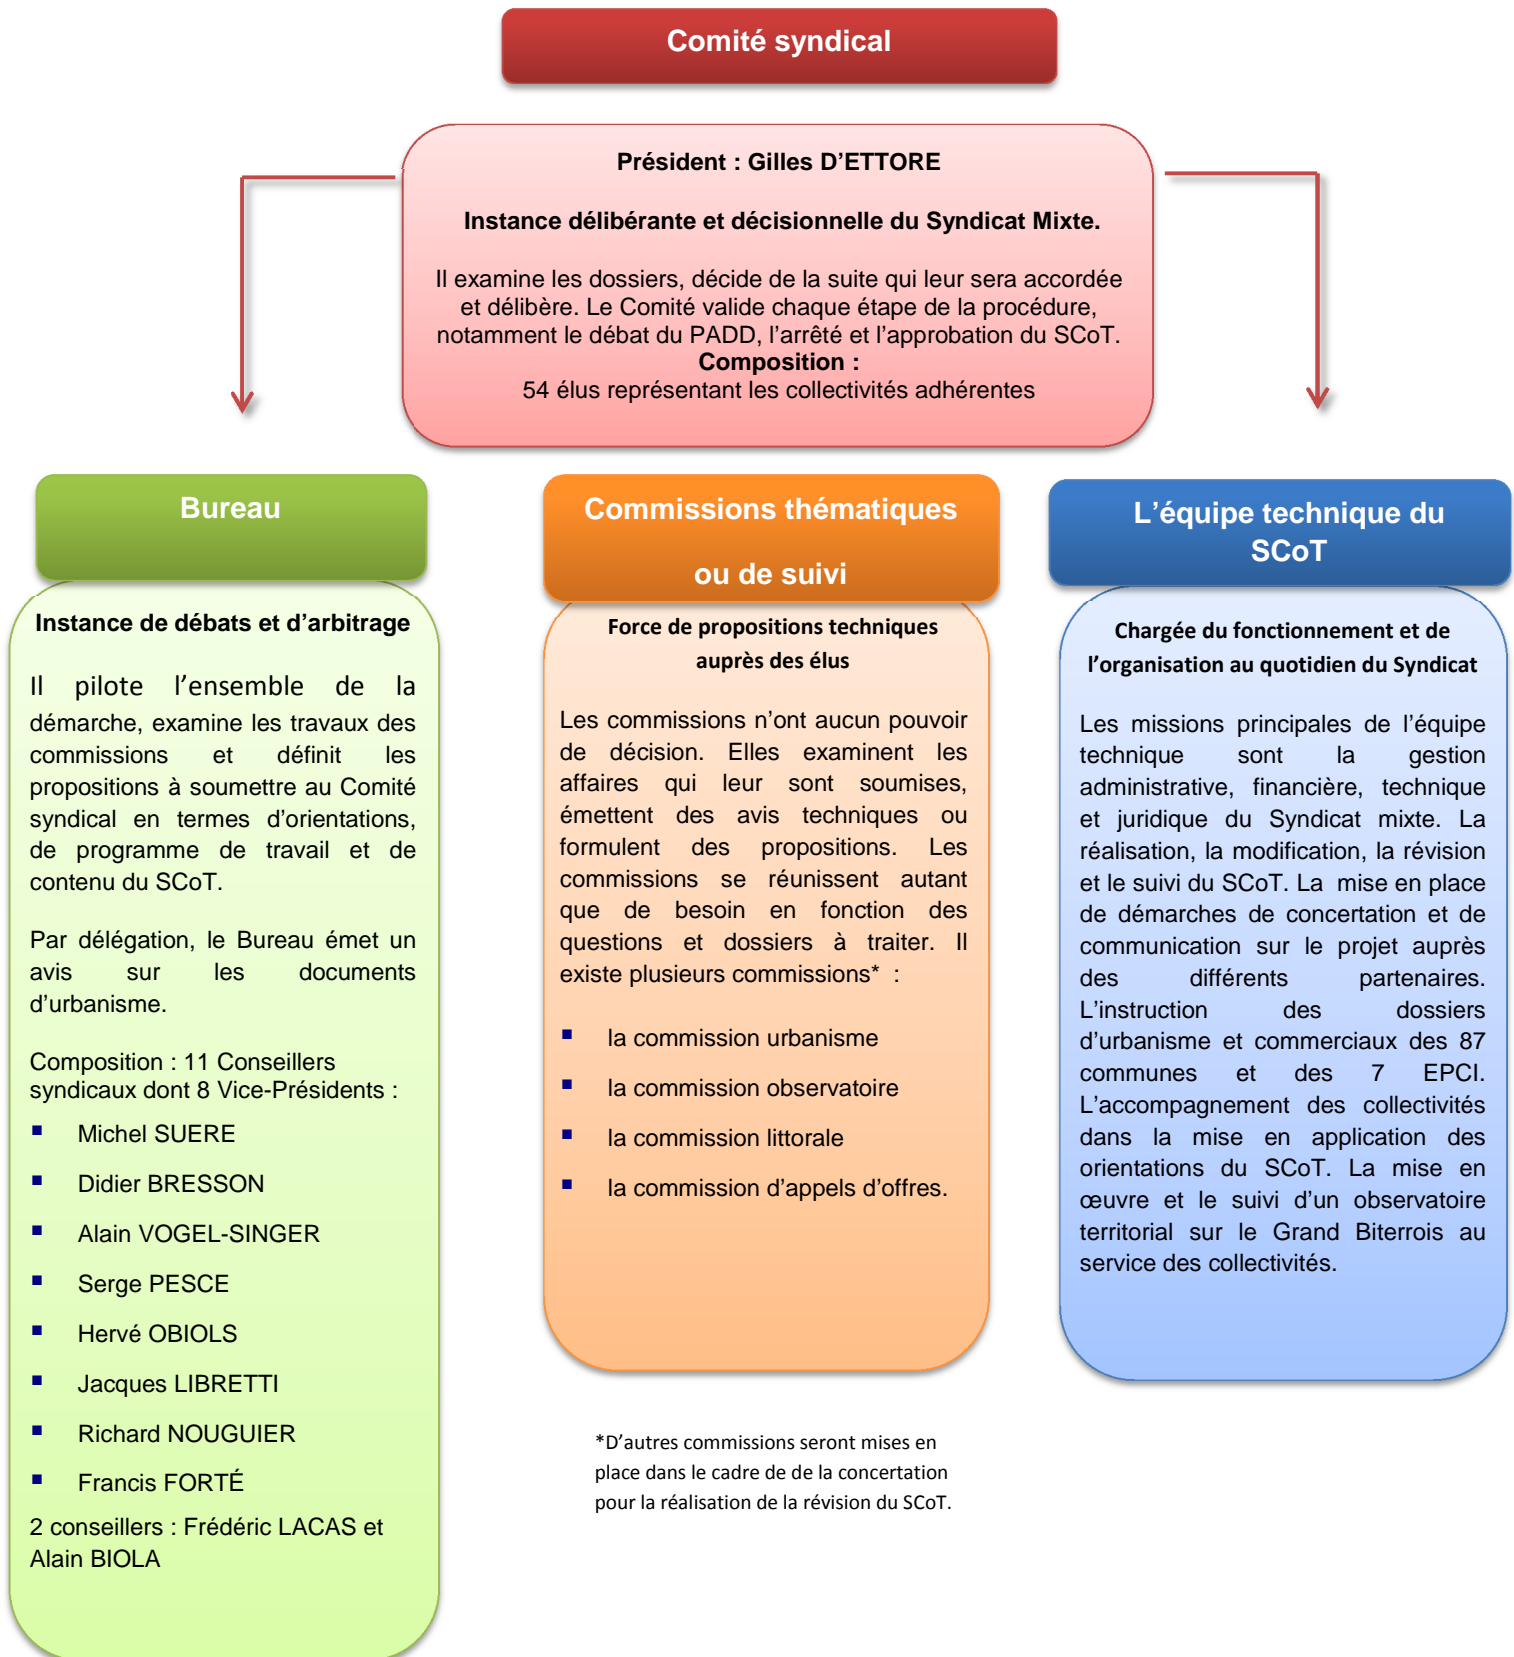 Comité syndical
Président : Gilles D’ETTORE
Instance délibérante et décisionnelle du Syndicat Mixte.
Il examine les dossiers, décide de la suite qui leur sera accordée
et délibère. Le Comité valide chaque étape de la procédure,
notamment le débat du PADD, l’arrêté et l’approbation du SCoT.
Composition :
54 élus représentant les collectivités adhérentes
Bureau
Instance de débats et d’arbitrage
Il pilote l’ensemble de la
démarche, examine les travaux des
commissions et définit les
propositions à soumettre au Comité
syndical en termes d’orientations,
de programme de travail et de
contenu du SCoT.
Par délégation, le Bureau émet un
avis sur les documents
d’urbanisme.
Composition : 11 Conseillers
syndicaux dont 8 Vice-Présidents :
▪ Michel SUERE
▪ Didier BRESSON
▪ Alain VOGEL-SINGER
▪ Serge PESCE
▪ Hervé OBIOLS
▪ Jacques LIBRETTI
▪ Richard NOUGUIER
▪ Francis FORTÉ
2 conseillers : Frédéric LACAS et
Alain BIOLA
Commissions thématiques
ou de suivi
Force de propositions techniques
auprès des élus
Les commissions n’ont aucun pouvoir
de décision. Elles examinent les
affaires qui leur sont soumises,
émettent des avis techniques ou
formulent des propositions. Les
commissions se réunissent autant
que de besoin en fonction des
questions et dossiers à traiter. Il
existe plusieurs commissions* :
▪ la commission urbanisme
▪ la commission observatoire
▪ la commission littorale
▪ la commission d’appels d’offres.
*D’autres commissions seront mises en
place dans le cadre de de la concertation
pour la réalisation de la révision du SCoT.
L’équipe technique du
SCoT
Chargée du fonctionnement et de
l’organisation au quotidien du Syndicat
Les missions principales de l’équipe
technique sont la gestion
administrative, financière, technique
et juridique du Syndicat mixte. La
réalisation, la modification, la révision
et le suivi du SCoT. La mise en place
de démarches de concertation et de
communication sur le projet auprès
des différents partenaires.
L’instruction des dossiers
d’urbanisme et commerciaux des 87
communes et des 7 EPCI.
L’accompagnement des collectivités
dans la mise en application des
orientations du SCoT. La mise en
œuvre et le suivi d’un observatoire
territorial sur le Grand Biterrois au
service des collectivités.